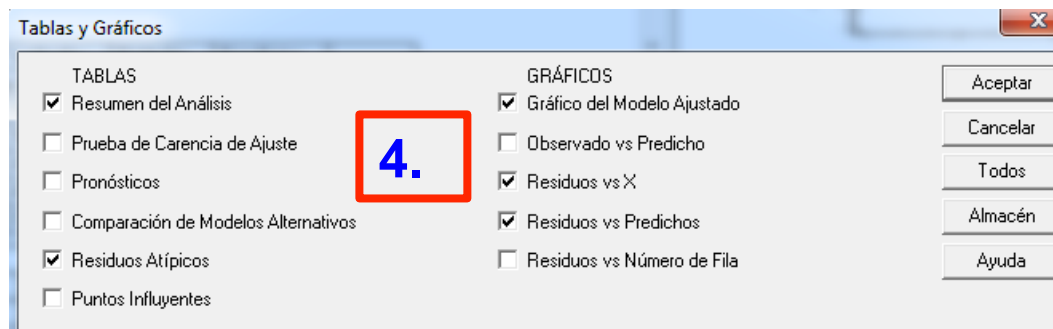 Tablas y Gráficos
TABLAS
Resumen del Análisis
Prueba de Carencia de Ajuste
Pronósticos
Comparación de Modelos Alternativos
Residuos Atípicos
Puntos Influyentes
4.
GRÁFICOS
Gráfico del Modelo Ajustado
Observado vs Predicho
Residuos vs X
Residuos vs Predichos
Residuos vs Número de Fila
Aceptar
Cancelar
Todos
Almacén
Ayuda